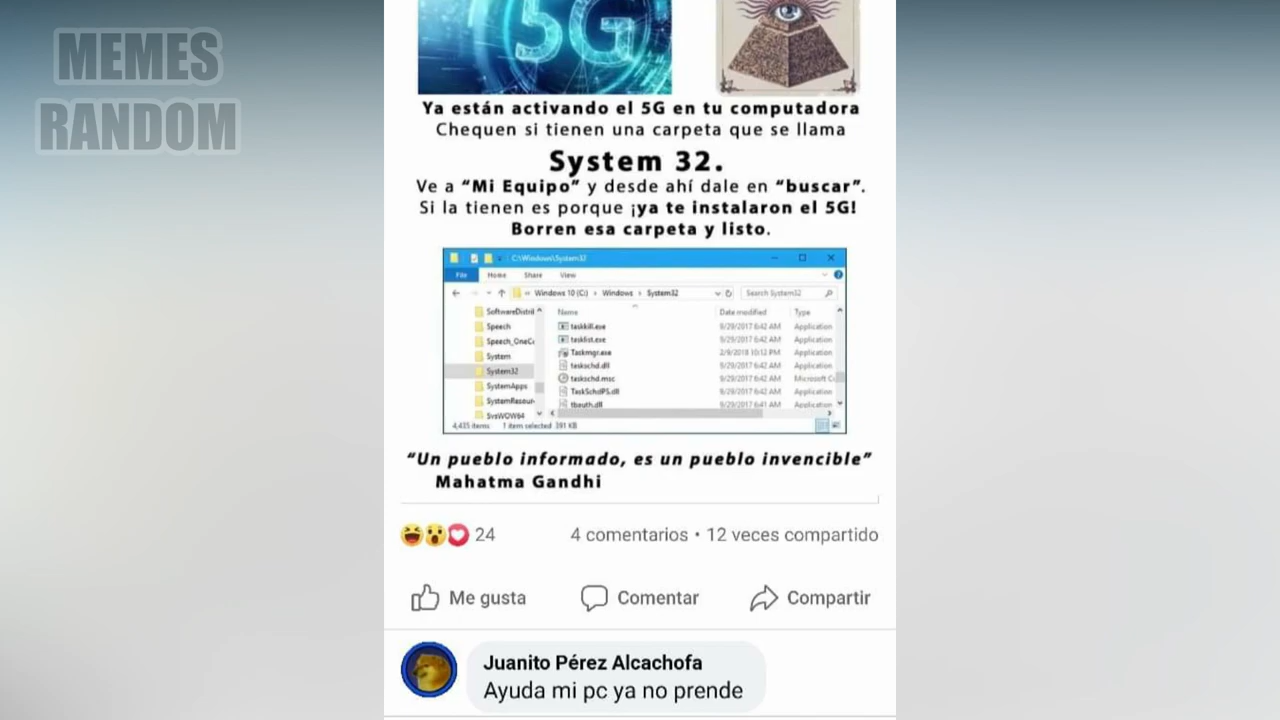 MEMES
RANDOM
5G
Ya están activando el 5G en tu computadora
Chequen si tienen una carpeta que se llama
System 32.
Ve a “Mi Equipo” y desde ahí dale en “buscar”.
Si la tienen es porque ¡ya te instalaron el 5G!
Borren esa carpeta y listo.
C:\Windows\System32
File Home Share View
Windows10 (C:) › Windows › System32 Search System32
Name Date modified Type
SoftwareDistril
Speech taskkill.exe 9/29/2017 6:42 AM Application
Speech_OneCo tasklist.exe 9/29/2017 6:42 AM Application
System Taskmgr.exe 2/9/2018 10:12 PM Application
System32 taskschd.dll 9/29/2017 6:42 AM Application
taskschd.msc 9/29/2017 6:42 AM Microsoft Co
SystemApps TaskSchdPS.dll 9/29/2017 6:42 AM Application
SystemResour tbauth.dll 9/29/2017 6:41 AM Application
SysWOW64
4,435 items 1 item selected 391 KB
“Un pueblo informado, es un pueblo invencible”
Mahatma Gandhi
24 4 comentarios • 12 veces compartido
Me gusta Comentar Compartir
Juanito Pérez Alcachofa
Ayuda mi pc ya no prende